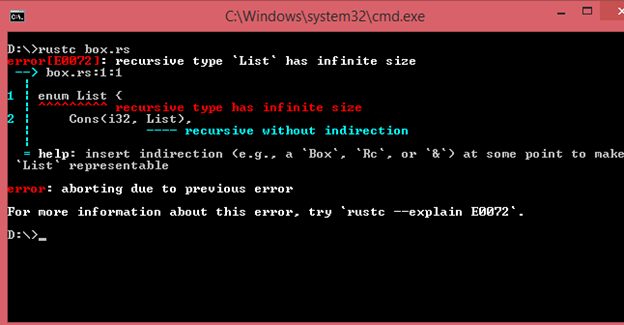 C:\Windows\system32\cmd.exe
D:\>rustc box.rs
error[E0072]: recursive type `List` has infinite size
 --> box.rs:1:1
  |
1 | enum List {
  | ^^^^^^^^^ recursive type has infinite size
2 |     Cons(i32, List),
  |               ---- recursive without indirection
  |
  = help: insert indirection (e.g., a `Box`, `Rc`, or `&`) at some point to make
 `List` representable
error: aborting due to previous error
For more information about this error, try `rustc --explain E0072`.
D:\>_